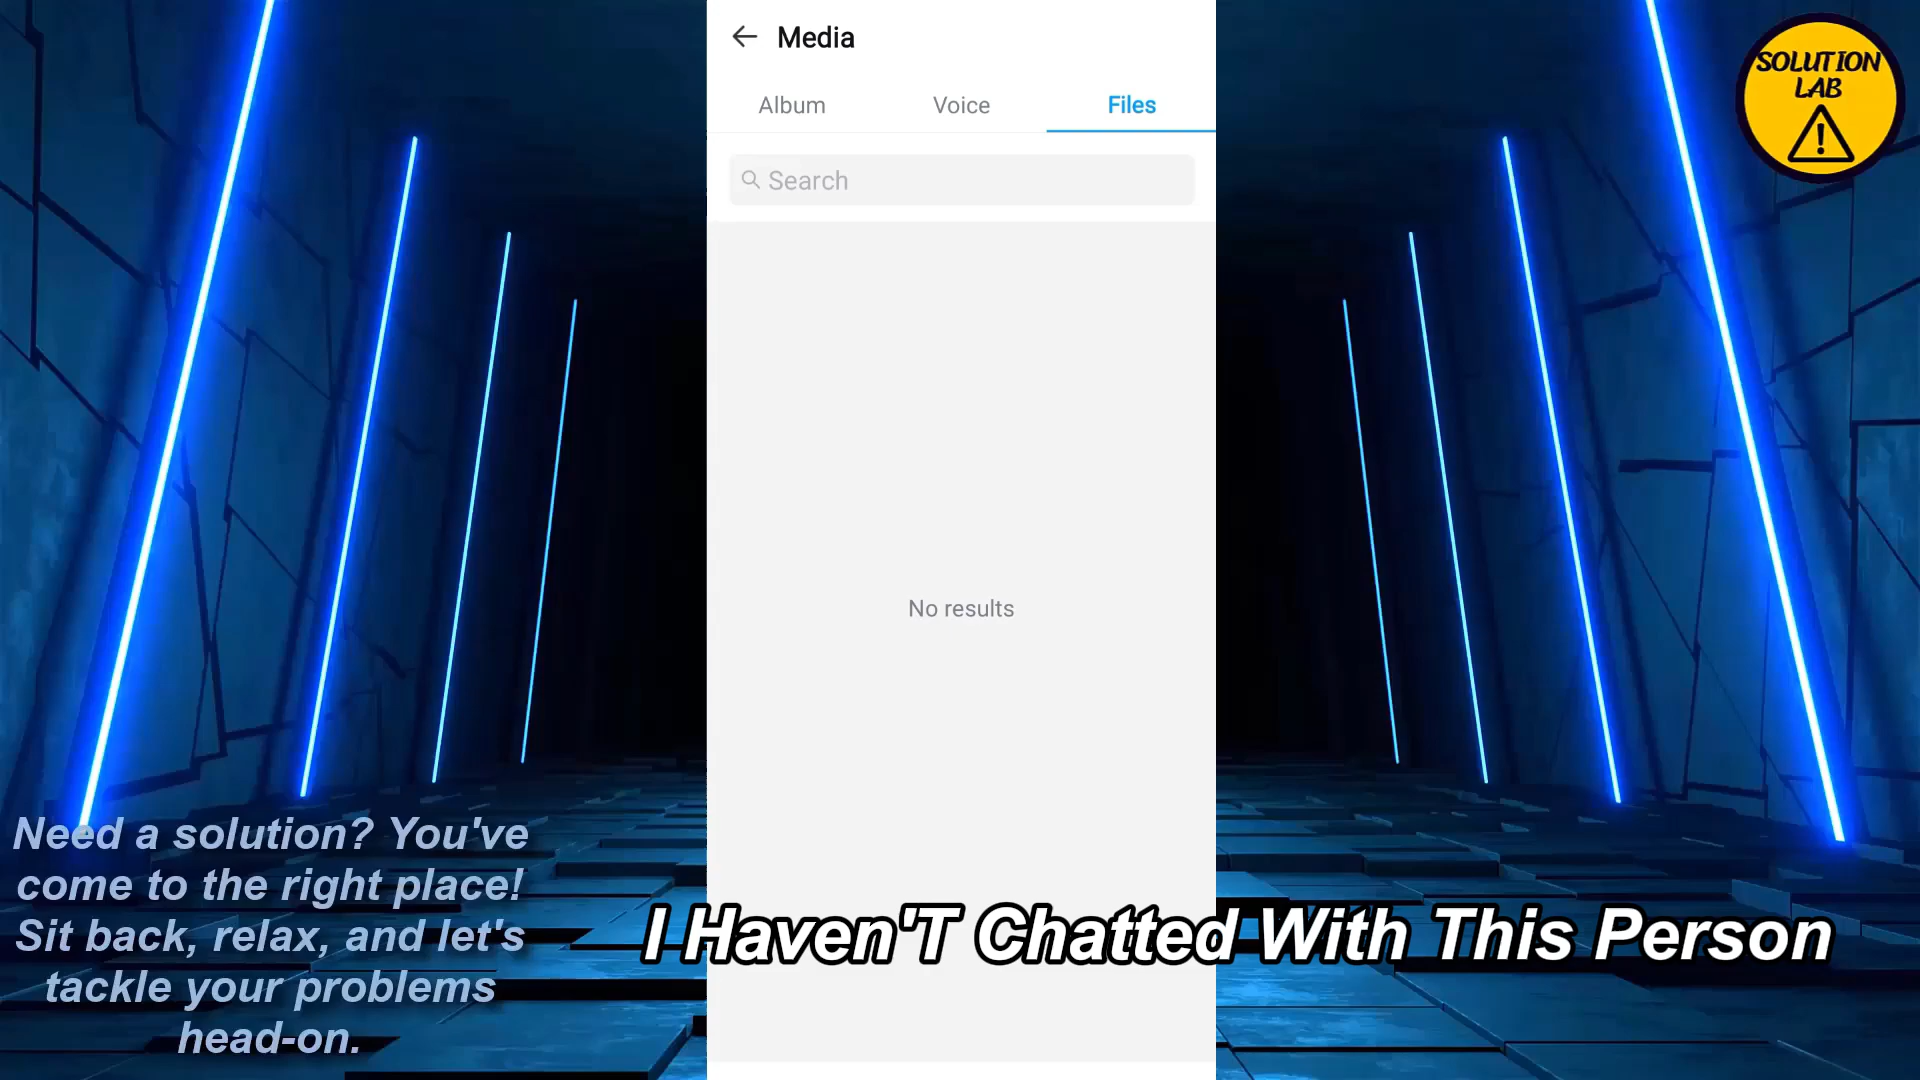 Media
Album
Voice
Files
Search
No results
SOLUTION
LAB
Need a solution? You've
come to the right place!
Sit back, relax, and let's
tackle your problems
head-on.
I Haven'T Chatted With This Person